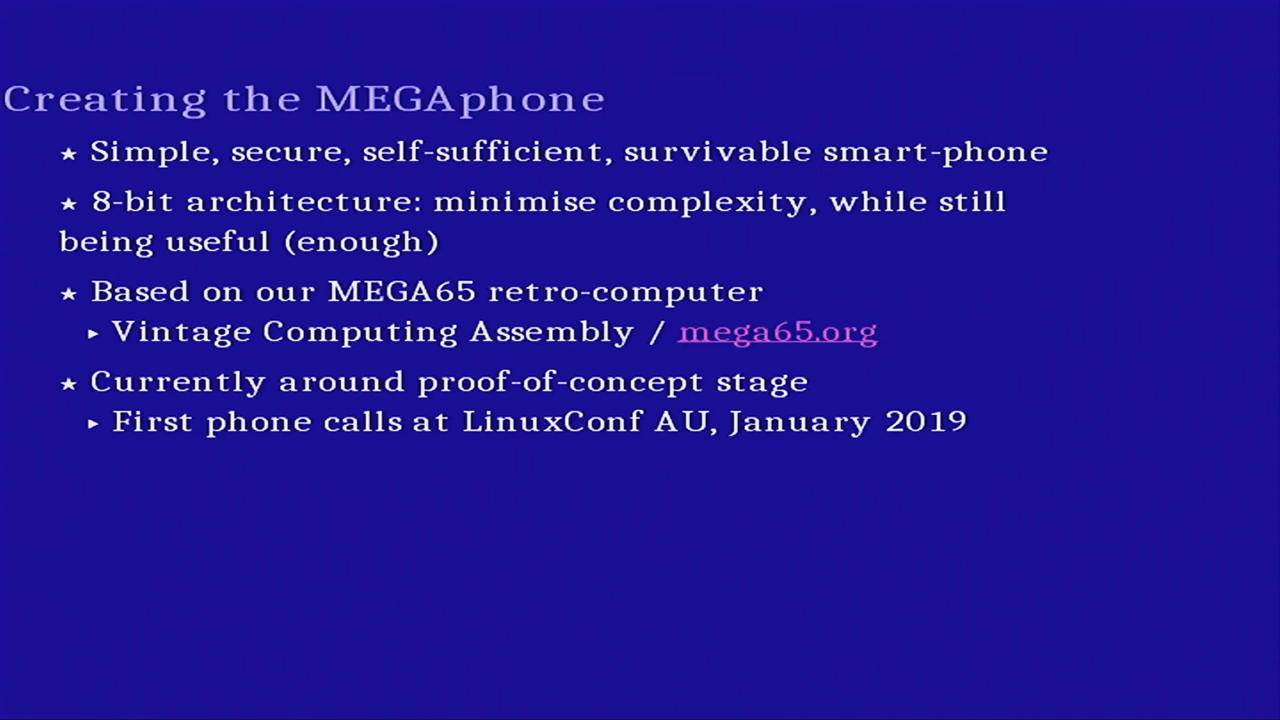 Creating the MEGAphone
★ Simple, secure, self-sufficient, survivable smart-phone
★ 8-bit architecture: minimise complexity, while still
being useful (enough)
★ Based on our MEGA65 retro-computer
▸ Vintage Computing Assembly / mega65.org
★ Currently around proof-of-concept stage
▸ First phone calls at LinuxConf AU, January 2019